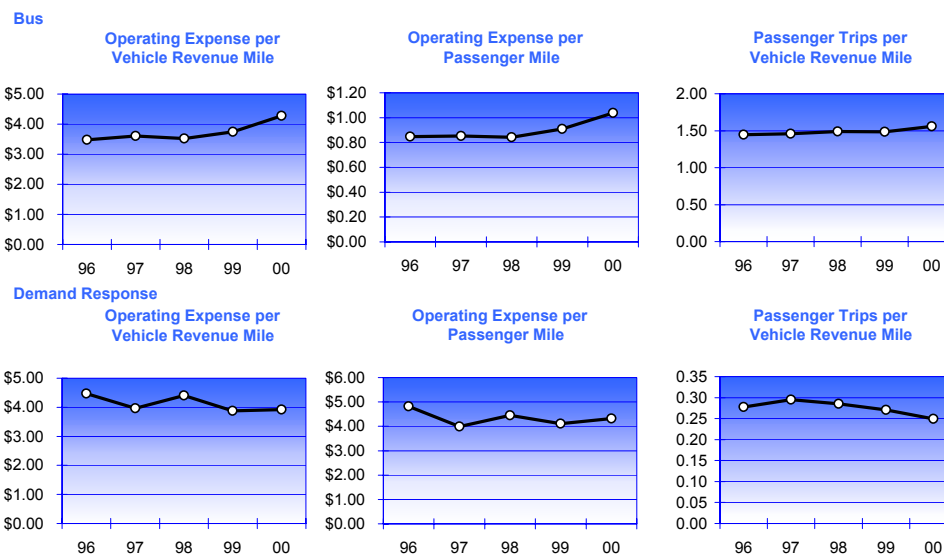 Bus
Operating Expense per
Vehicle Revenue Mile
$5.00
$4.00
$3.00
$2.00
$1.00
$0.00
96 97 98 99 00
Operating Expense per
Passenger Mile
$1.20
$1.00
$0.80
$0.60
$0.40
$0.20
$0.00
96 97 98 99 00
Passenger Trips per
Vehicle Revenue Mile
2.00
1.50
1.00
0.50
0.00
96 97 98 99 00
Demand Response
Operating Expense per
Vehicle Revenue Mile
$5.00
$4.00
$3.00
$2.00
$1.00
$0.00
96 97 98 99 00
Operating Expense per
Passenger Mile
$6.00
$5.00
$4.00
$3.00
$2.00
$1.00
$0.00
96 97 98 99 00
Passenger Trips per
Vehicle Revenue Mile
0.35
0.30
0.25
0.20
0.15
0.10
0.05
0.00
96 97 98 99 00